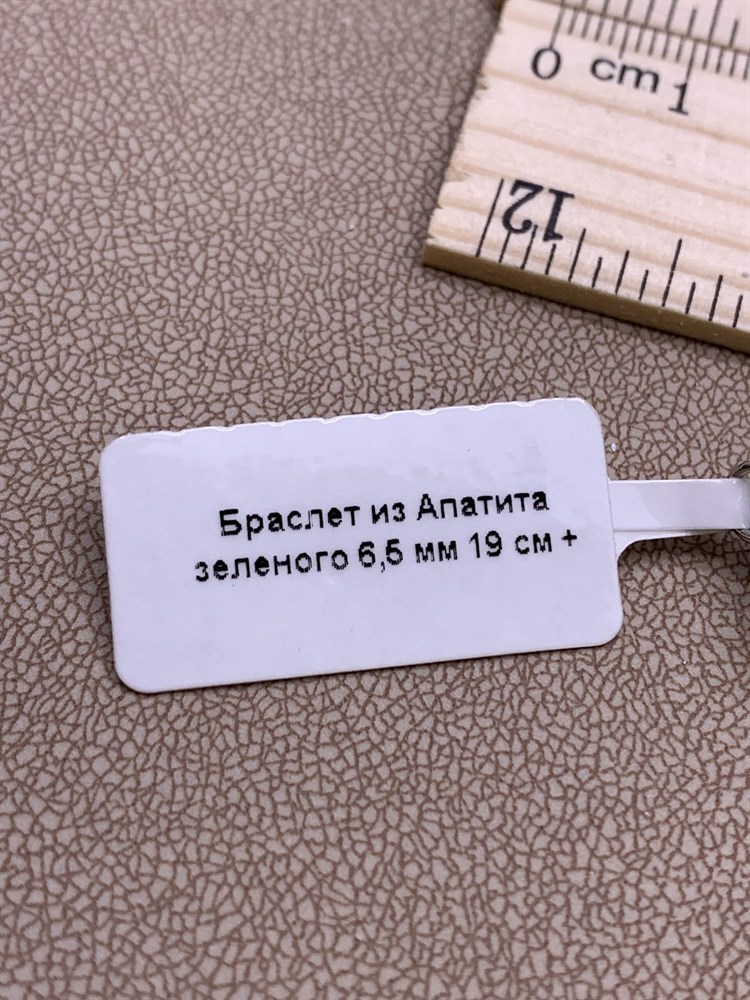 0 cm 1
12
Браслет из Апатита
зеленого 6,5 мм 19 см +